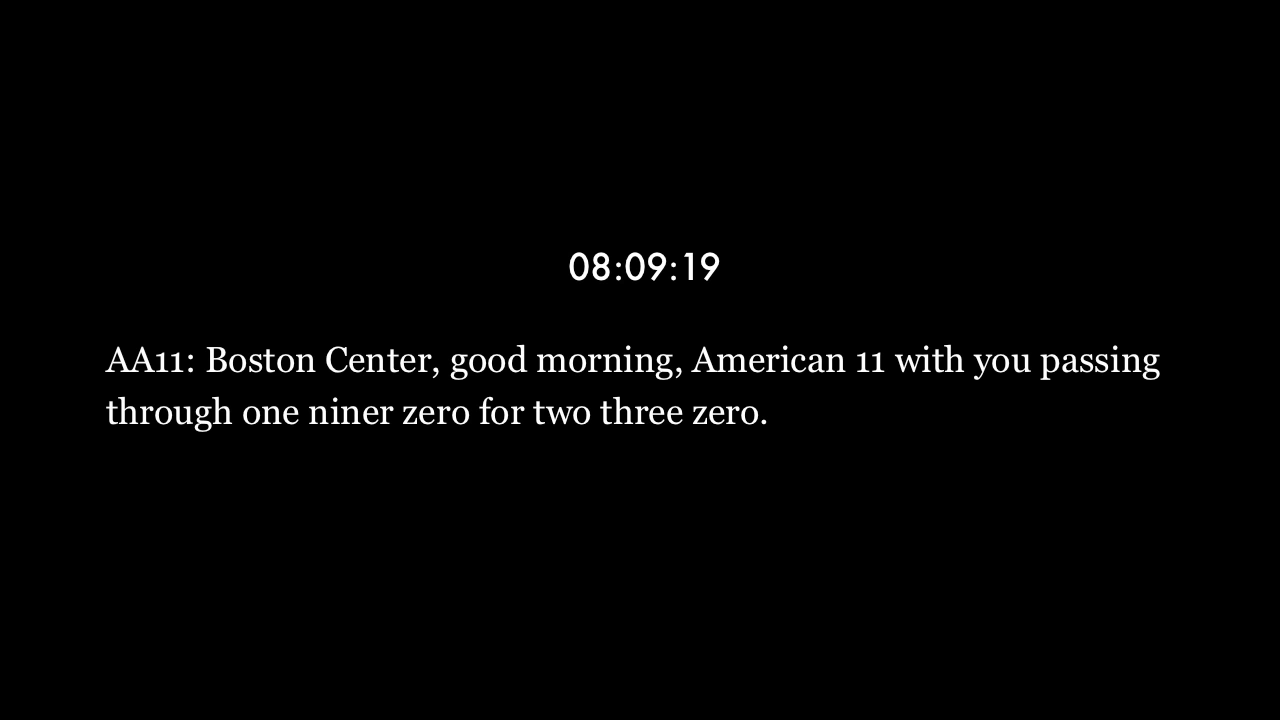 08:09:19
AA11: Boston Center, good morning, American 11 with you passing
through one niner zero for two three zero.